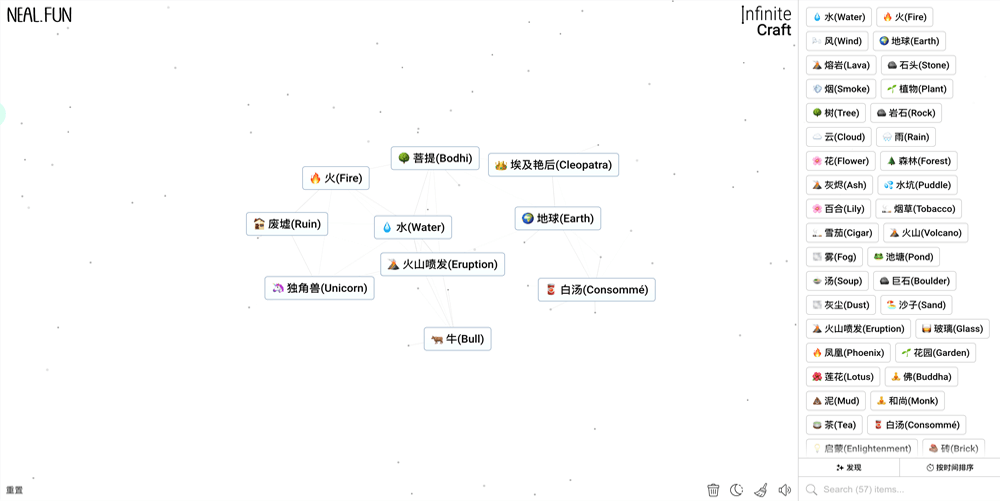 NEAL.FUN
Infinite
Craft
菩提(Bodhi)
埃及艳后(Cleopatra)
火(Fire)
废墟(Ruin)
水(Water)
地球(Earth)
火山喷发(Eruption)
独角兽(Unicorn)
白汤(Consommé)
牛(Bull)
重置
水(Water) 火(Fire)
风(Wind) 地球(Earth)
熔岩(Lava) 石头(Stone)
烟(Smoke) 植物(Plant)
树(Tree) 岩石(Rock)
云(Cloud) 雨(Rain)
花(Flower) 森林(Forest)
灰烬(Ash) 水坑(Puddle)
百合(Lily) 烟草(Tobacco)
雪茄(Cigar) 火山(Volcano)
雾(Fog) 池塘(Pond)
汤(Soup) 巨石(Boulder)
灰尘(Dust) 沙子(Sand)
火山喷发(Eruption) 玻璃(Glass)
凤凰(Phoenix) 花园(Garden)
莲花(Lotus) 佛(Buddha)
泥(Mud) 和尚(Monk)
茶(Tea) 白汤(Consommé)
启蒙(Enlightenment) 砖(Brick)
发现 按时间排序
Search (57) items...